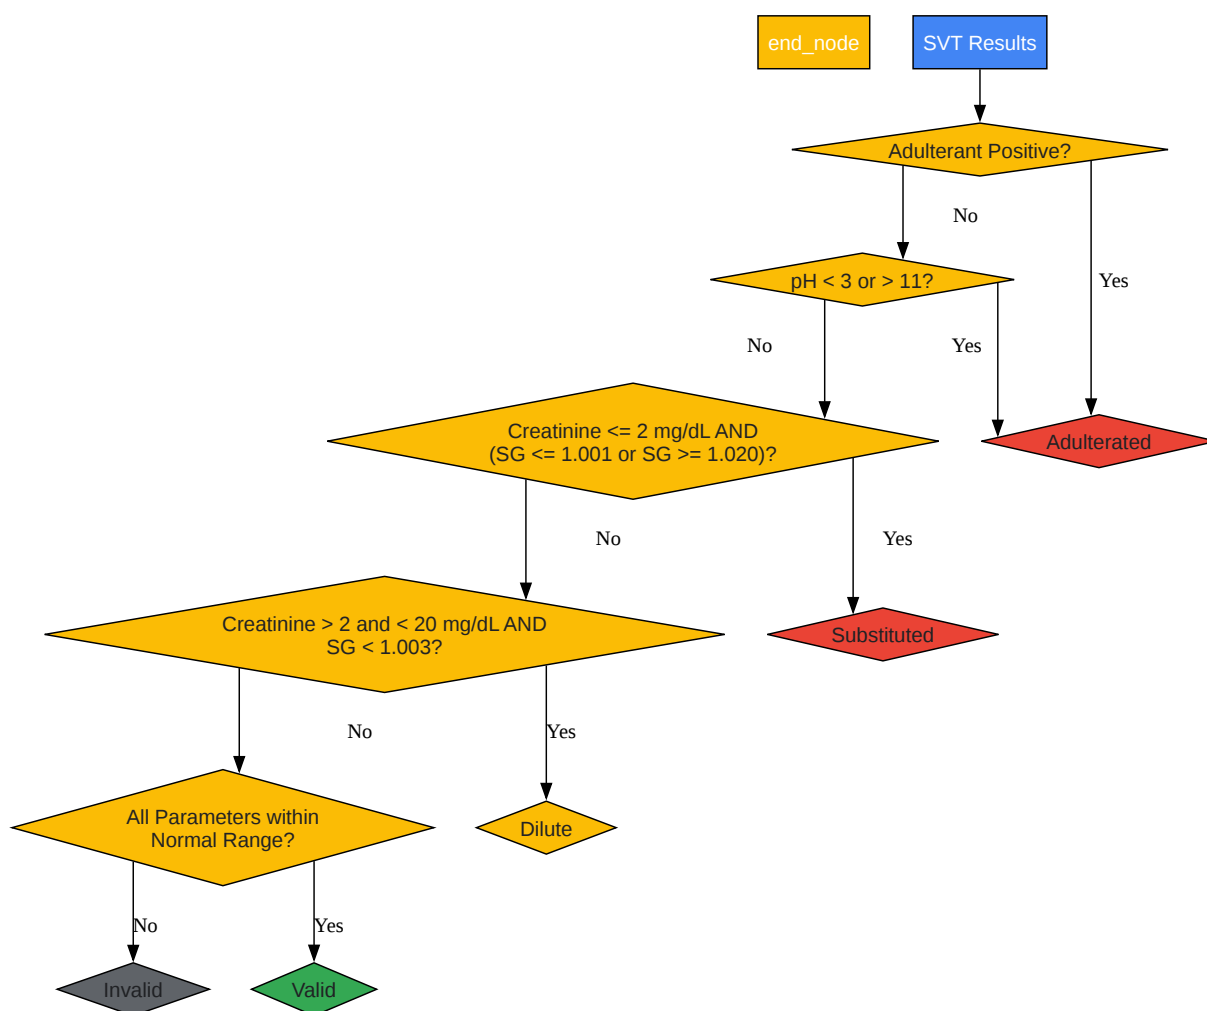 end_node
SVT Results
Adulterant Positive?
No
Yes
pH < 3 or > 11?
No
Yes
Creatinine <= 2 mg/dL AND
(SG <= 1.001 or SG >= 1.020)?
Adulterated
No
Yes
Creatinine > 2 and < 20 mg/dL AND
SG < 1.003?
Substituted
No
Yes
All Parameters within
Normal Range?
Dilute
No
Yes
Invalid
Valid